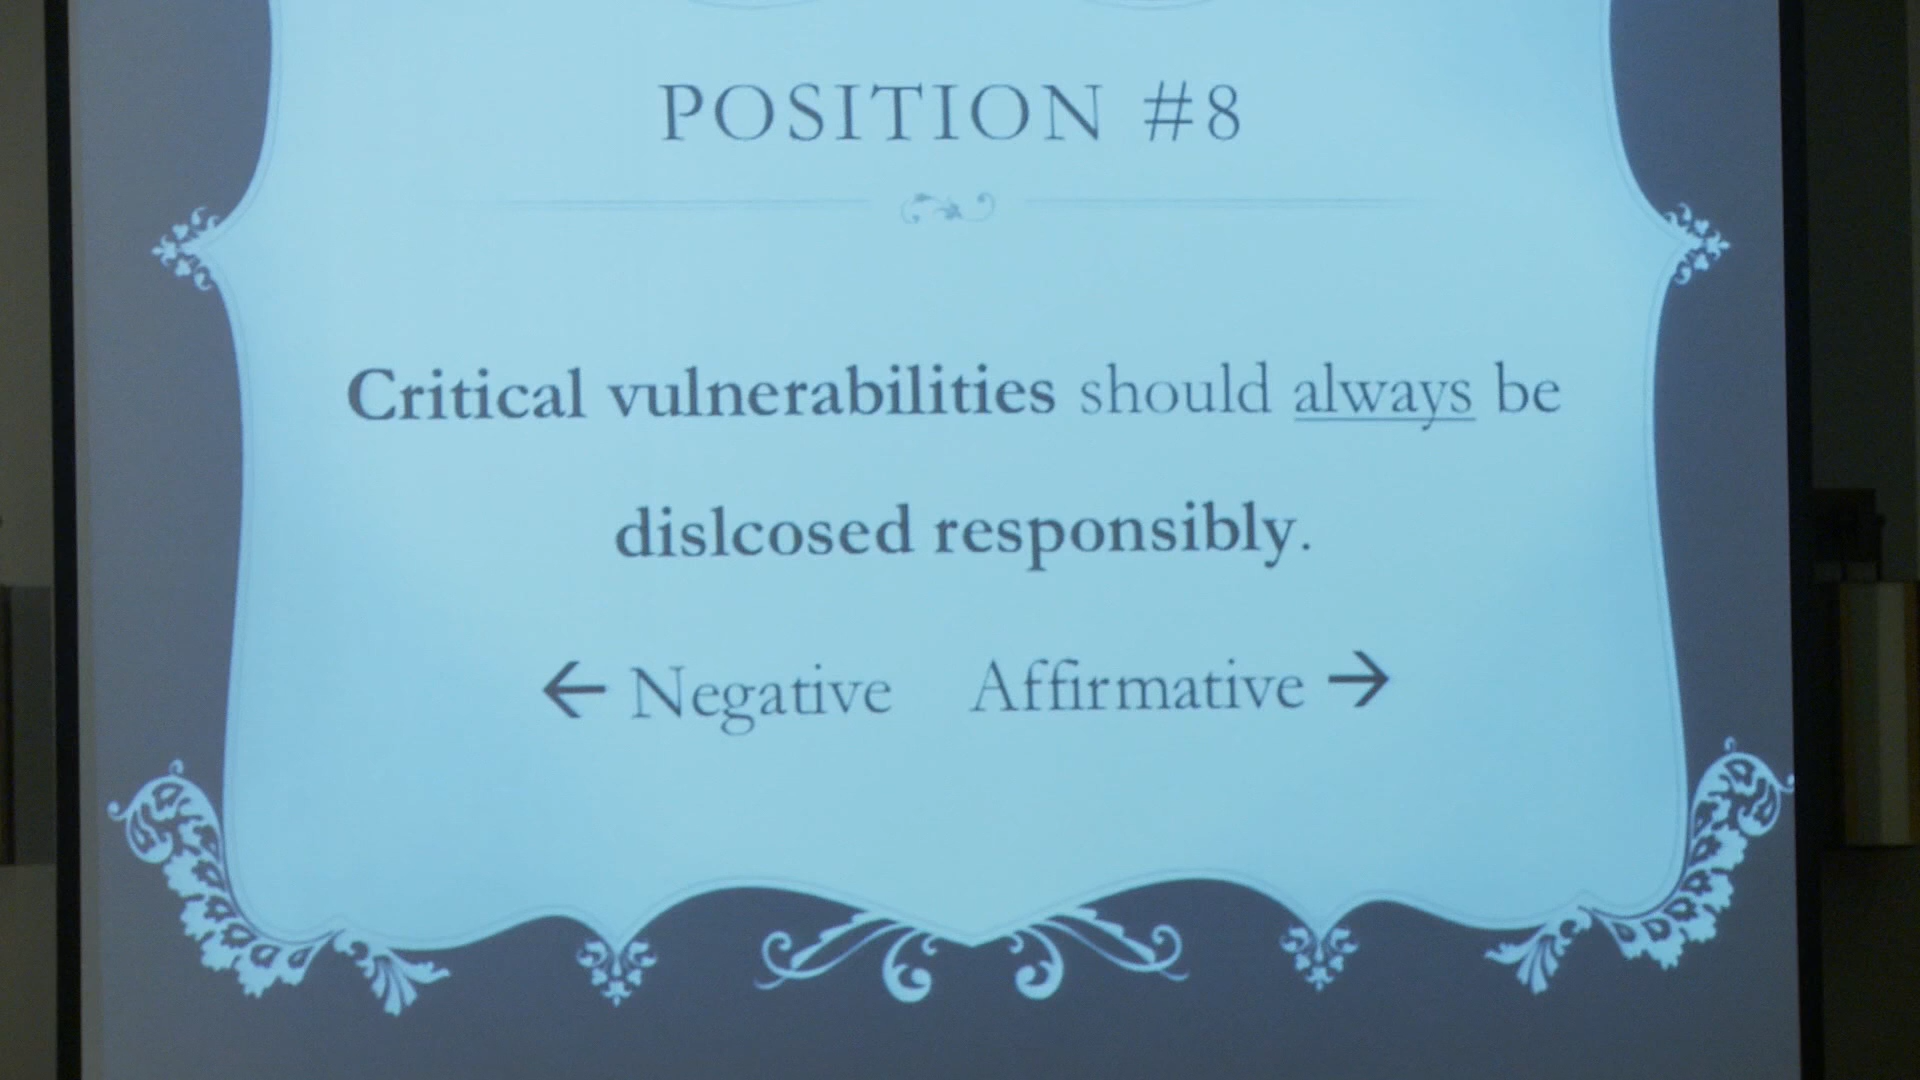 POSITION #8
Critical vulnerabilities should always be
dislcosed responsibly.
← Negative Affirmative →